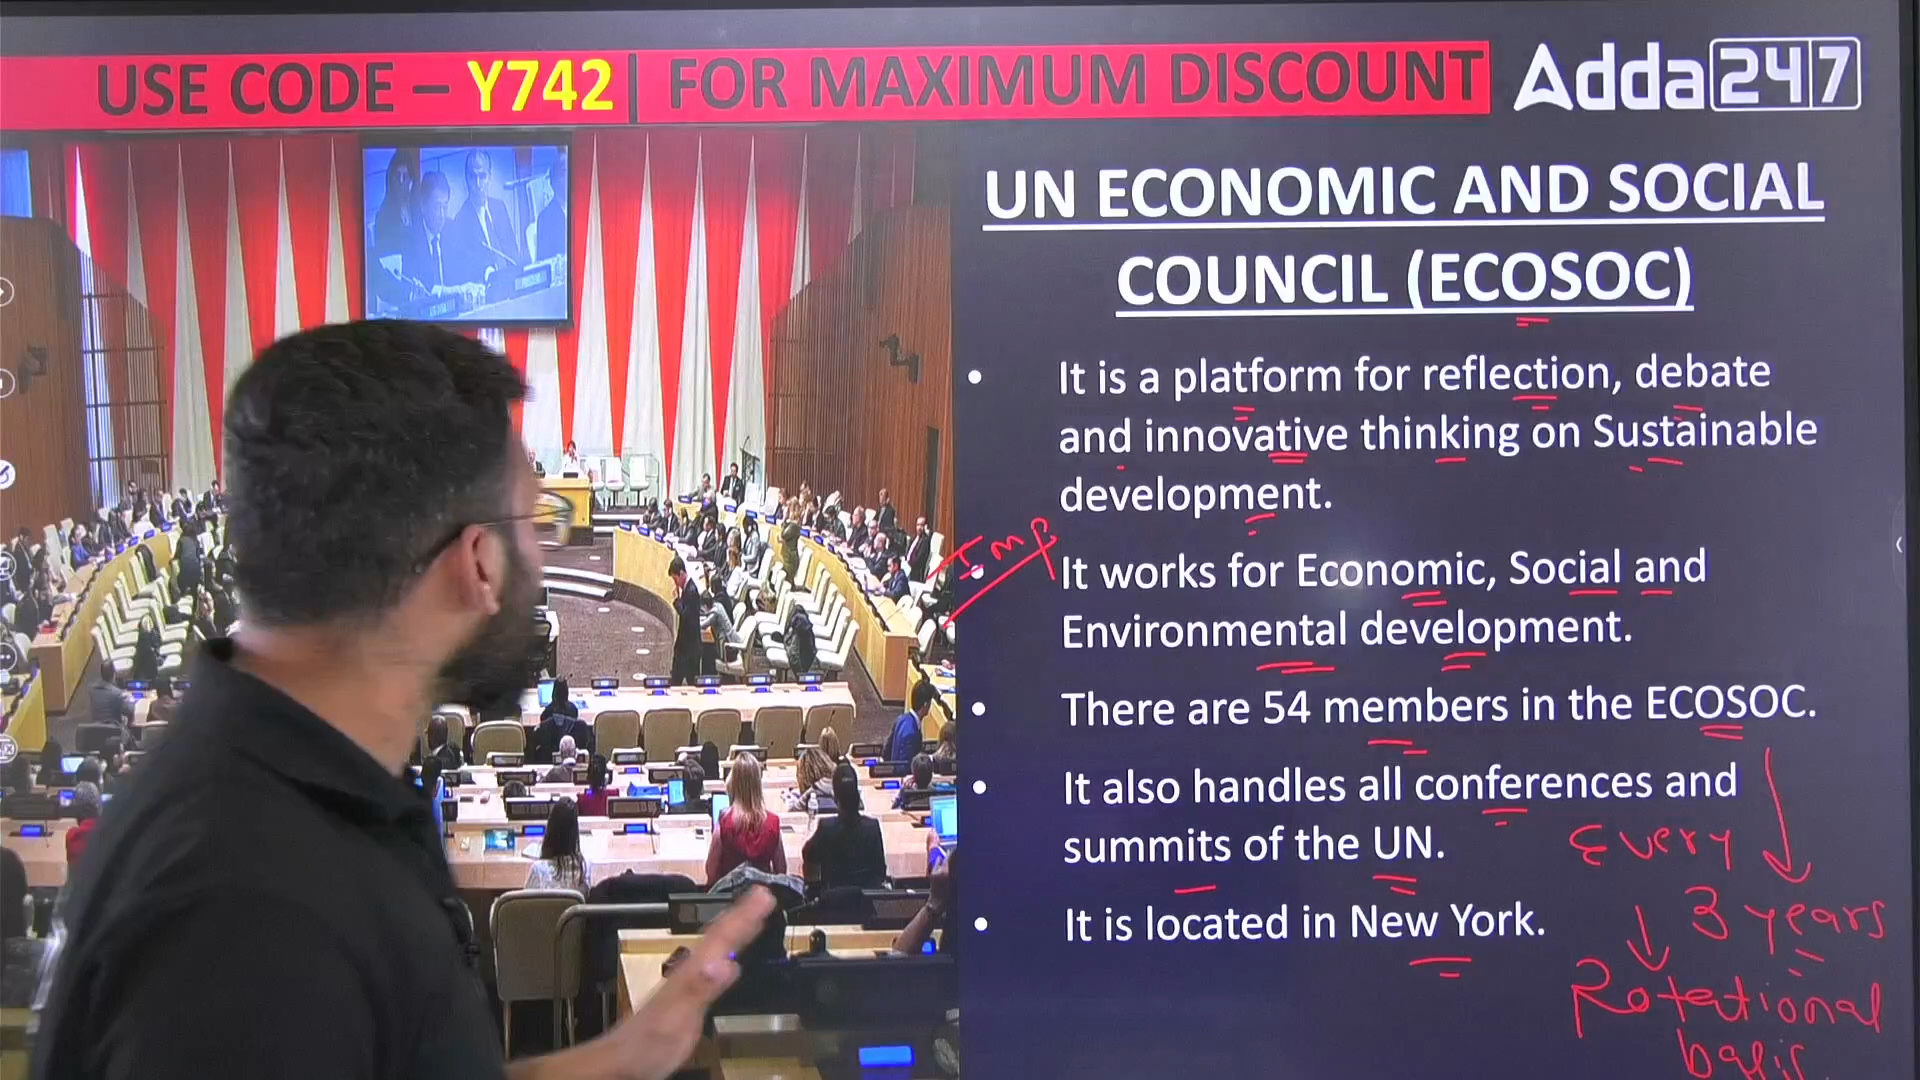 USE CODE – Y742 | FOR MAXIMUM DISCOUNT
Adda247
UN ECONOMIC AND SOCIAL
COUNCIL (ECOSOC)
• It is a platform for reflection, debate
and innovative thinking on Sustainable
development.
Imp
• It works for Economic, Social and
Environmental development.
• There are 54 members in the ECOSOC.
• It also handles all conferences and
summits of the UN.
Every
3 years
• It is located in New York.
Rotational
basis